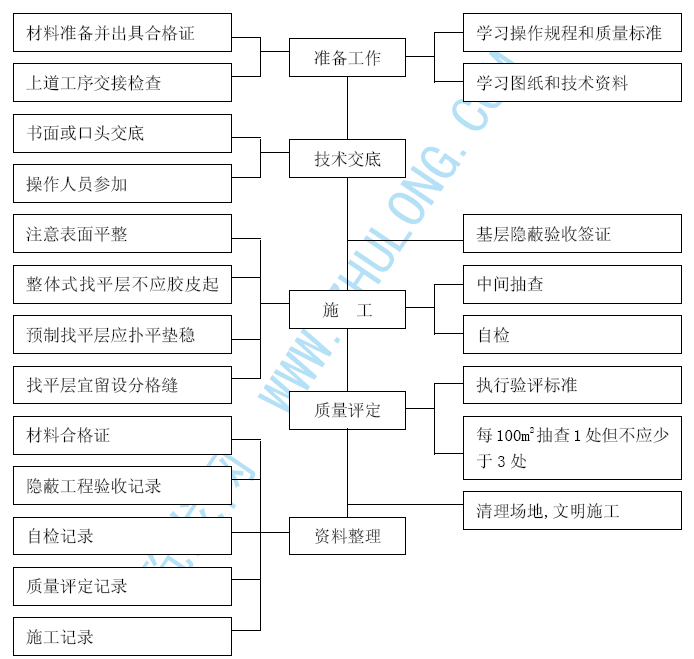 材料准备并出具合格证
上道工序交接检查
书面或口头交底
操作人员参加
注意表面平整
整体式找平层不应胶皮起
预制找平层应扑平垫稳
找平层宜留设分格缝
材料合格证
隐蔽工程验收记录
自检记录
质量评定记录
施工记录
准备工作
技术交底
施 工
质量评定
资料整理
学习操作规程和质量标准
学习图纸和技术资料
基层隐蔽验收签证
中间抽查
自检
执行验评标准
每100m²抽查1处但不应少
于3处
清理场地,文明施工
WWW.ZHULONG.COM